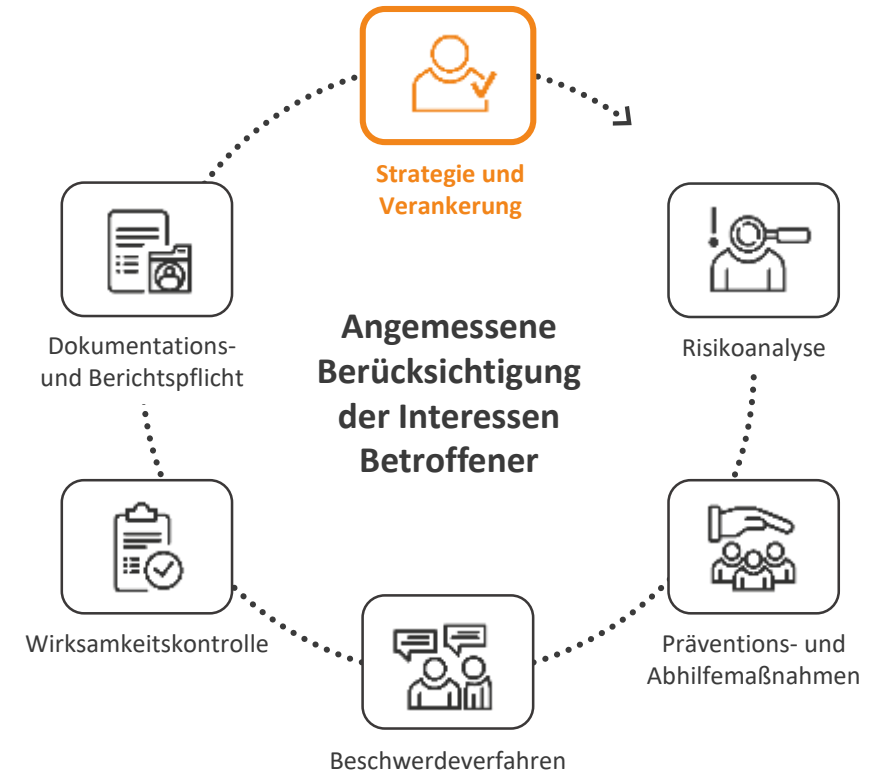 Strategie und
Verankerung
Risikoanalyse
Präventions- und
Abhilfemaßnahmen
Beschwerdeverfahren
Wirksamkeitskontrolle
Dokumentations-
und Berichtspflicht
Angemessene
Berücksichtigung
der Interessen
Betroffener